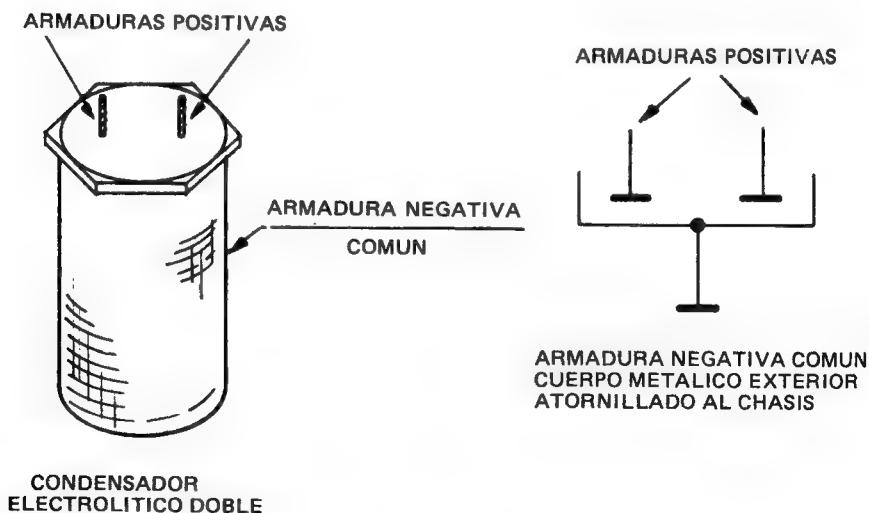 ARMADURAS POSITIVAS
ARMADURAS POSITIVAS
ARMADURA NEGATIVA
COMUN
ARMADURA NEGATIVA COMUN
CUERPO METALICO EXTERIOR
ATORNILLADO AL CHASIS
CONDENSADOR
ELECTROLITICO DOBLE